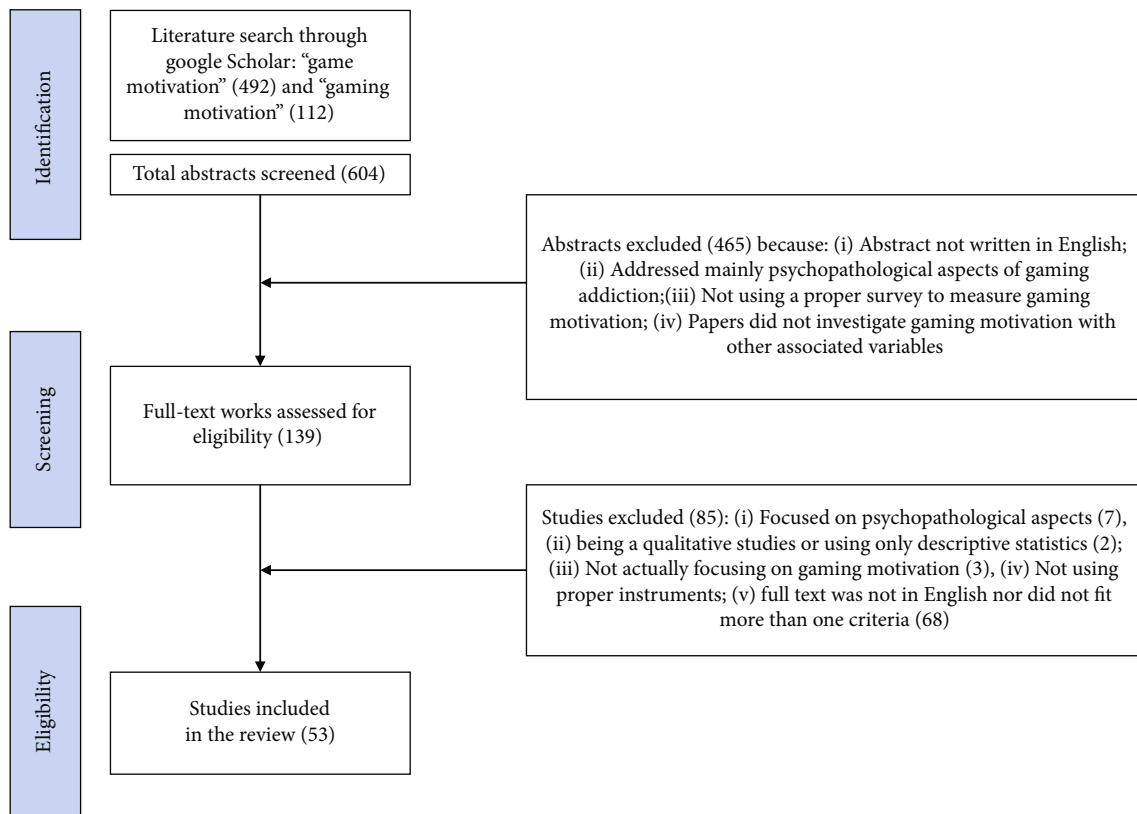 Identification
Literature search through
google Scholar: “game
motivation” (492) and “gaming
motivation” (112)
Total abstracts screened (604)
Abstracts excluded (465) because: (i) Abstract not written in English;
(ii) Addressed mainly psychopathological aspects of gaming
addiction;(iii) Not using a proper survey to measure gaming
motivation; (iv) Papers did not investigate gaming motivation with
other associated variables
Screening
Full-text works assessed for
eligibility (139)
Studies excluded (85): (i) Focused on psychopathological aspects (7),
(ii) being a qualitative studies or using only descriptive statistics (2);
(iii) Not actually focusing on gaming motivation (3), (iv) Not using
proper instruments; (v) full text was not in English nor did not fit
more than one criteria (68)
Eligibility
Studies included
in the review (53)